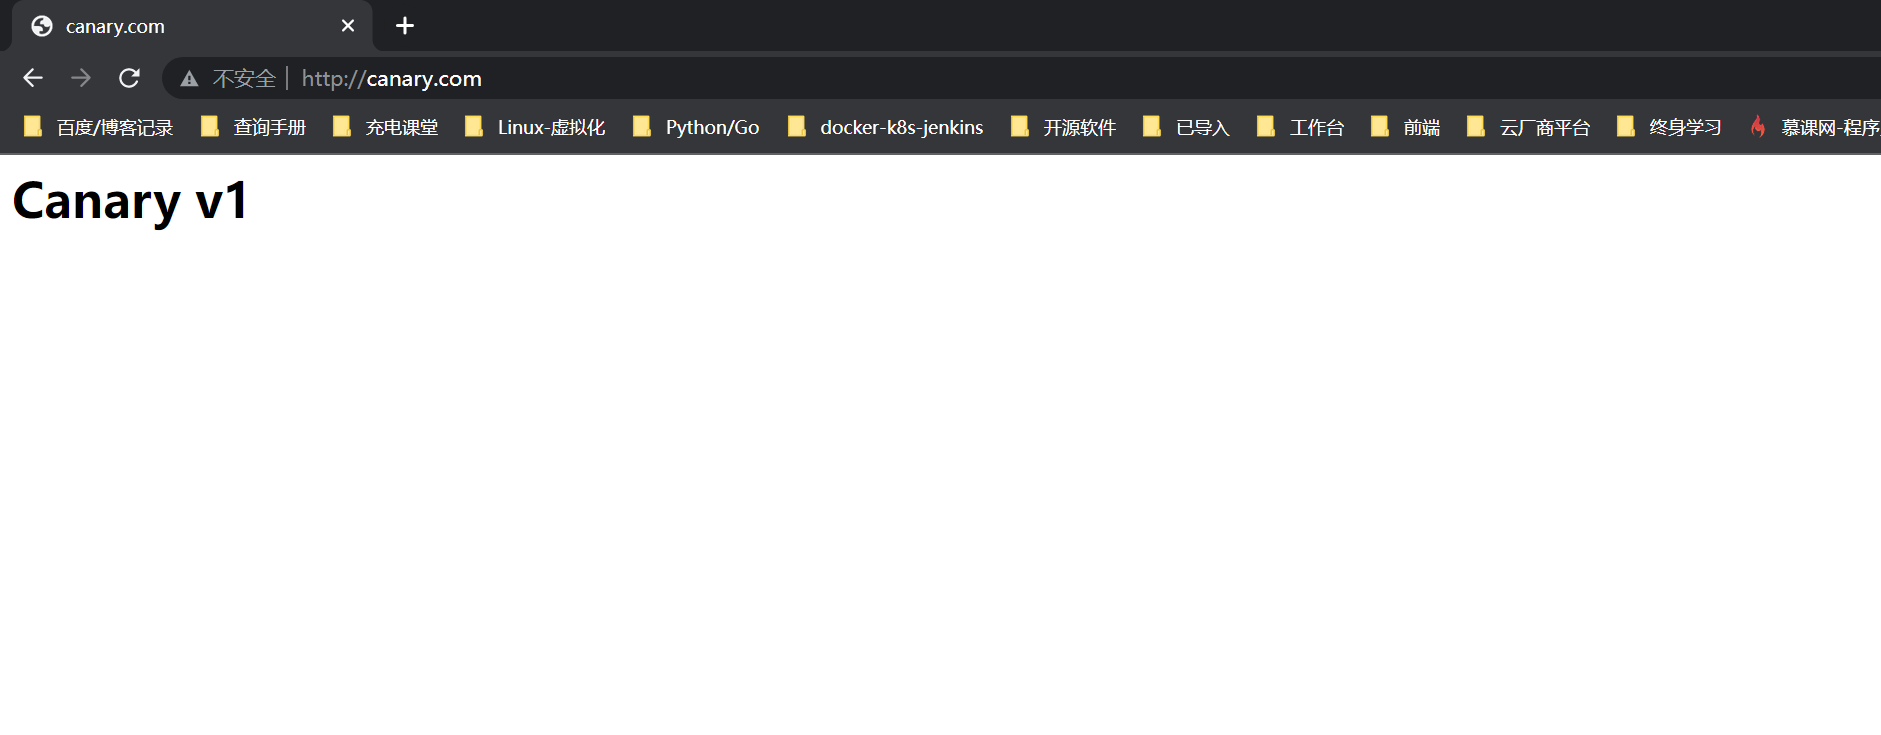 canary.com
不安全 http://canary.com
百度/博客记录 查询手册 充电课堂 Linux-虚拟化 Python/Go docker-k8s-jenkins 开源软件 已导入 工作台 前端 云厂商平台 终身学习 慕课网-程序
Canary v1